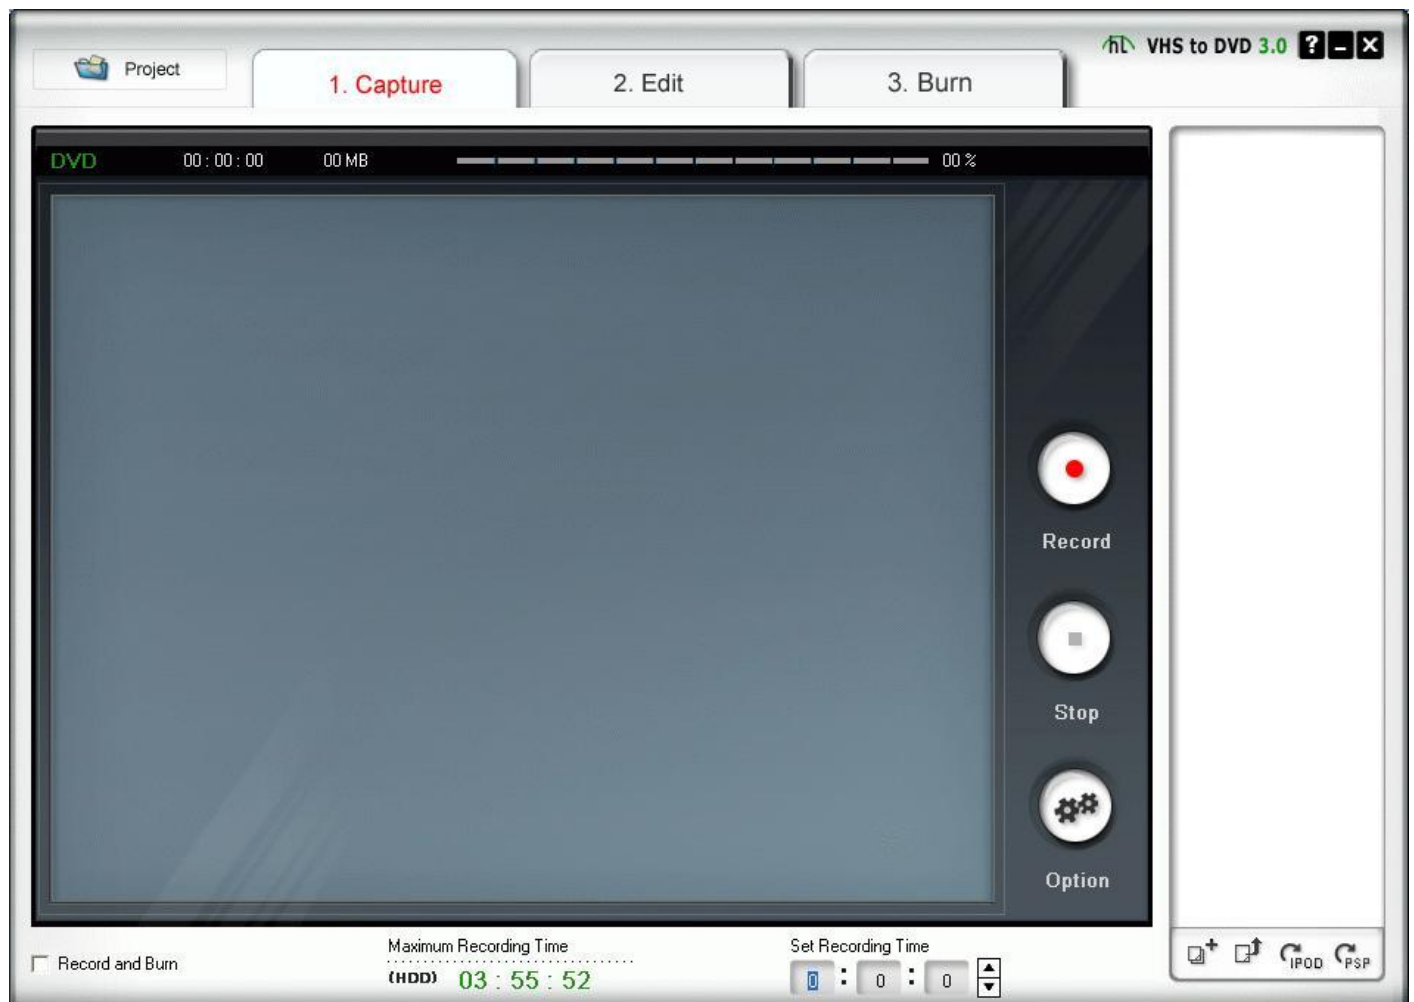 Project
1. Capture
2. Edit
3. Burn
hL VHS to DVD 3.0 ?
DVD 00 : 00 : 00 00 MB 00 %
Record
Stop
Option
Record and Burn
Maximum Recording Time
(HDD) 03 : 55 : 52
Set Recording Time
0 : 0 : 0
IPOD PSP